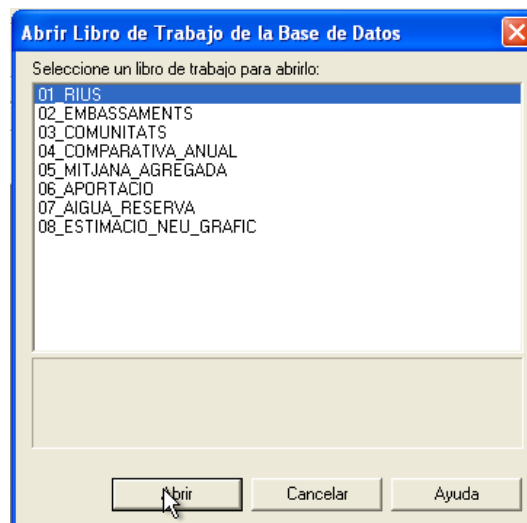 Abrir Libro de Trabajo de la Base de Datos
Seleccione un libro de trabajo para abrirlo:
01_RIUS
02_EMBASSAMENTS
03_COMUNITATS
04_COMPARATIVA_ANUAL
05_MITJANA_AGREGADA
06_APORTACIO
07_AIGUA_RESERVA
08_ESTIMACIO_NEU_GRAFIC
Abrir Cancelar Ayuda